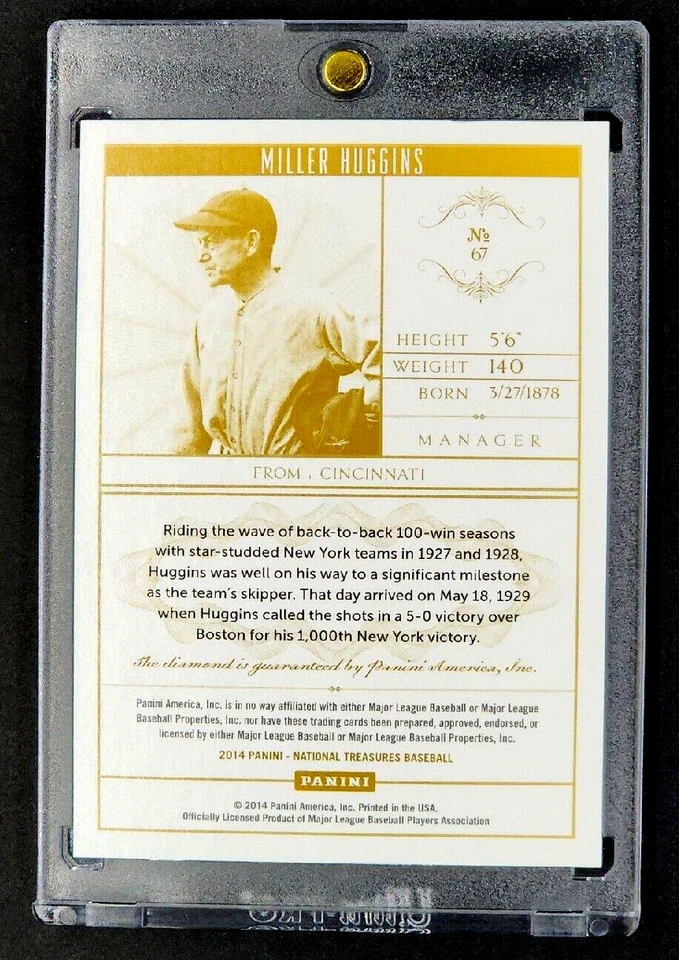 MILLER HUGGINS
Nº
67
HEIGHT 5'6"
WEIGHT 140
BORN 3/27/1878
MANAGER
FROM . CINCINNATI
Riding the wave of back-to-back 100-win seasons
with star-studded New York teams in 1927 and 1928,
Huggins was well on his way to a significant milestone
as the team's skipper. That day arrived on May 18, 1929
when Huggins called the shots in a 5-0 victory over
Boston for his 1,000th New York victory.
The diamond is guaranteed by Panini America, Inc.
Panini America, Inc. is in no way affiliated with either Major League Baseball or Major League
Baseball Properties, Inc. nor have these trading cards been prepared, approved, endorsed, or
licensed by either Major League Baseball or Major League Baseball Properties, Inc.
2014 PANINI - NATIONAL TREASURES BASEBALL
PANINI
© 2014 Panini America, Inc. Printed in the USA.
Officially Licensed Product of Major League Baseball Players Association